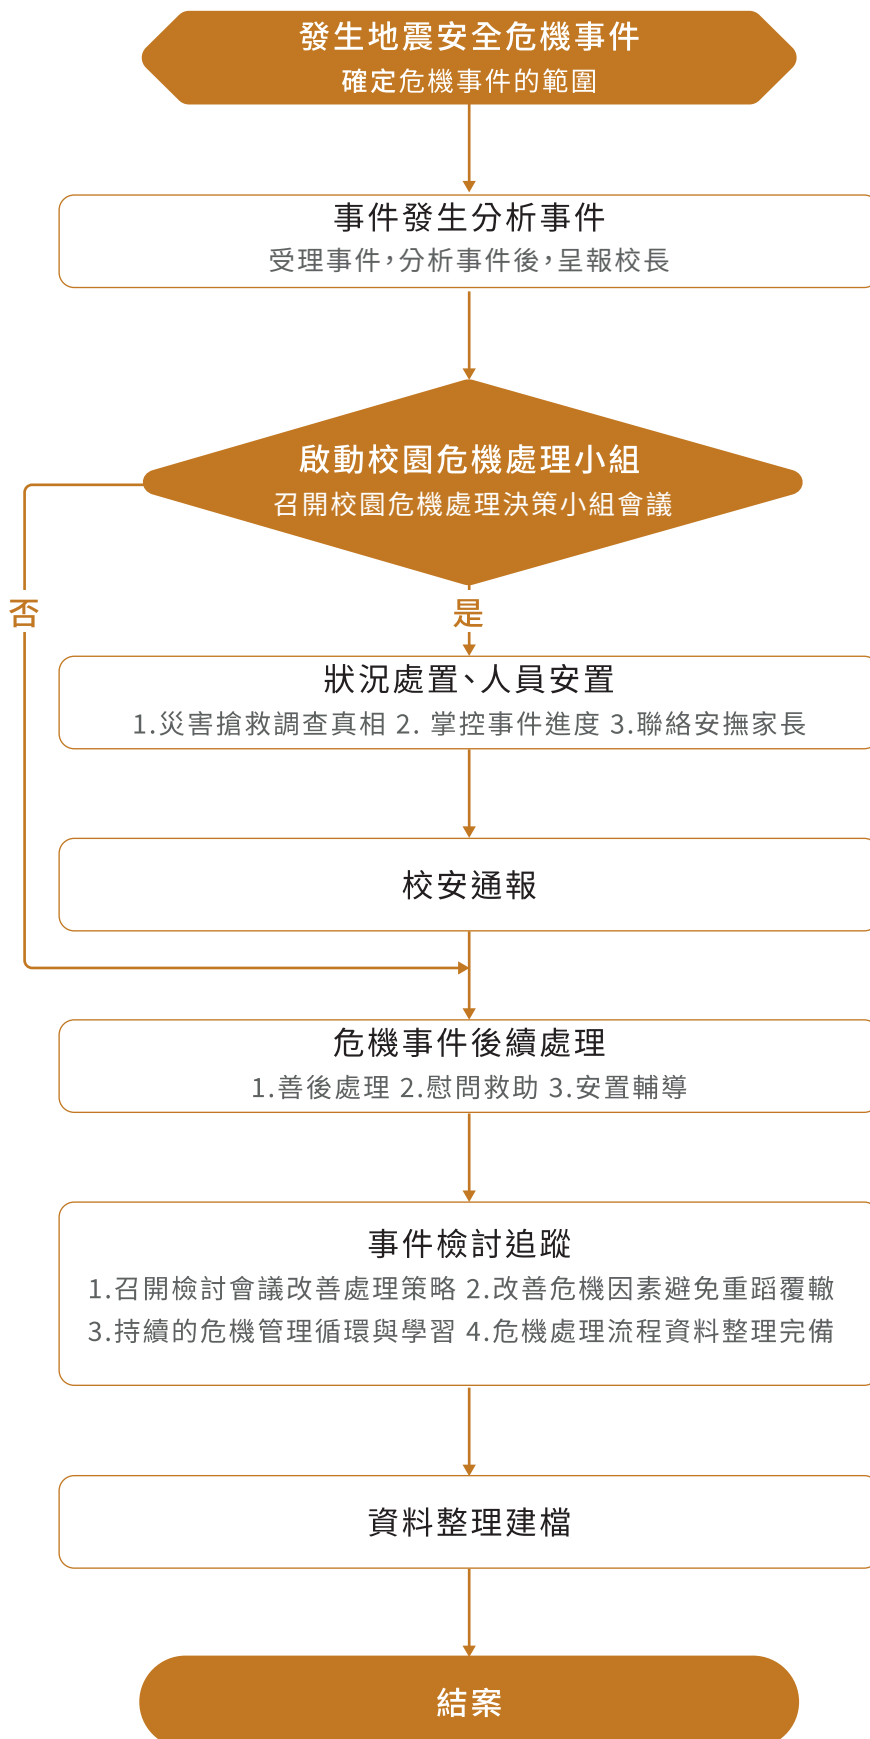 發生地震安全危機事件
確定危機事件的範圍
事件發生分析事件
受理事件，分析事件後，呈報校長
啟動校園危機處理小組
召開校園危機處理決策小組會議
否
是
狀況處置、人員安置
1.災害搶救調查真相 2. 掌控事件進度 3.聯絡安撫家長
校安通報
危機事件後續處理
1.善後處理 2.慰問救助 3.安置輔導
事件檢討追蹤
1.召開檢討會議改善處理策略 2.改善危機因素避免重蹈覆轍
3.持續的危機管理循環與學習 4.危機處理流程資料整理完備
資料整理建檔
結案